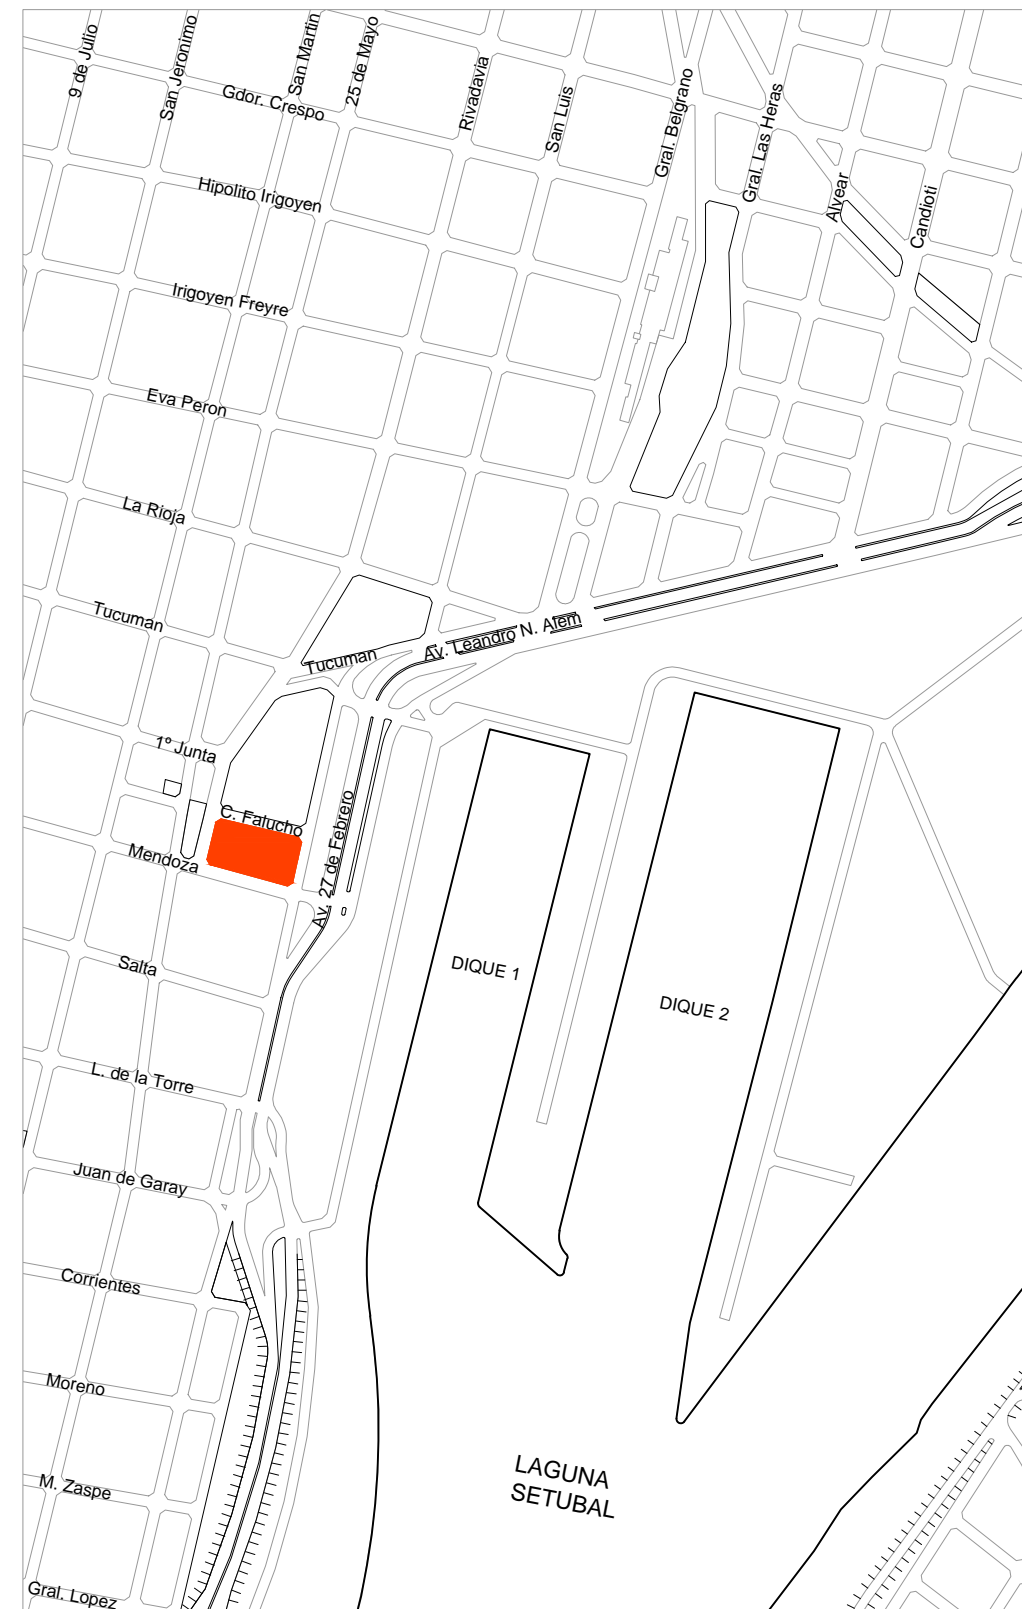 9 de Julio
San Jeronimo
San Martin
25 de Mayo
Rivadavia
San Luis
Gral. Belgrano
Gral. Las Heras
Alvear
Candioti
Gdor. Crespo
Hipolito Irigoyen
Irigoyen Freyre
Eva Peron
La Rioja
Tucuman
Tucuman
Av. Leandro N. Alem
1º Junta
C. Falucho
Mendoza
Av. 27 de Febrero
Salta
DIQUE 1
DIQUE 2
L. de la Torre
Juan de Garay
Corrientes
Moreno
M. Zaspe
LAGUNA
SETUBAL
Gral. Lopez